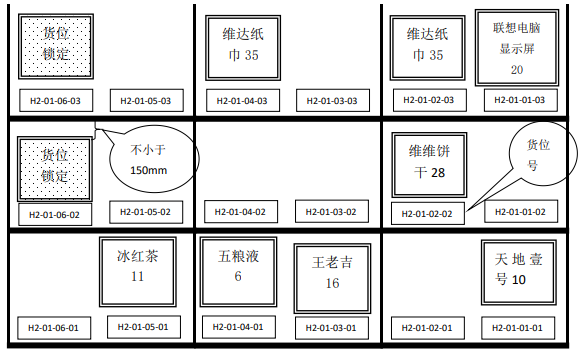 货位
锁定
维达纸
巾 35
维达纸
巾 35
联想电脑
显示屏
20
H2-01-06-03
H2-01-05-03
H2-01-04-03
H2-01-03-03
H2-01-02-03
H2-01-01-03
货位
锁定
不小于
150mm
维维饼
干 28
货位
号
H2-01-06-02
H2-01-05-02
H2-01-04-02
H2-01-03-02
H2-01-02-02
H2-01-01-02
冰红茶
11
五粮液
6
王老吉
16
天地壹
号 10
H2-01-06-01
H2-01-05-01
H2-01-04-01
H2-01-03-01
H2-01-02-01
H2-01-01-01